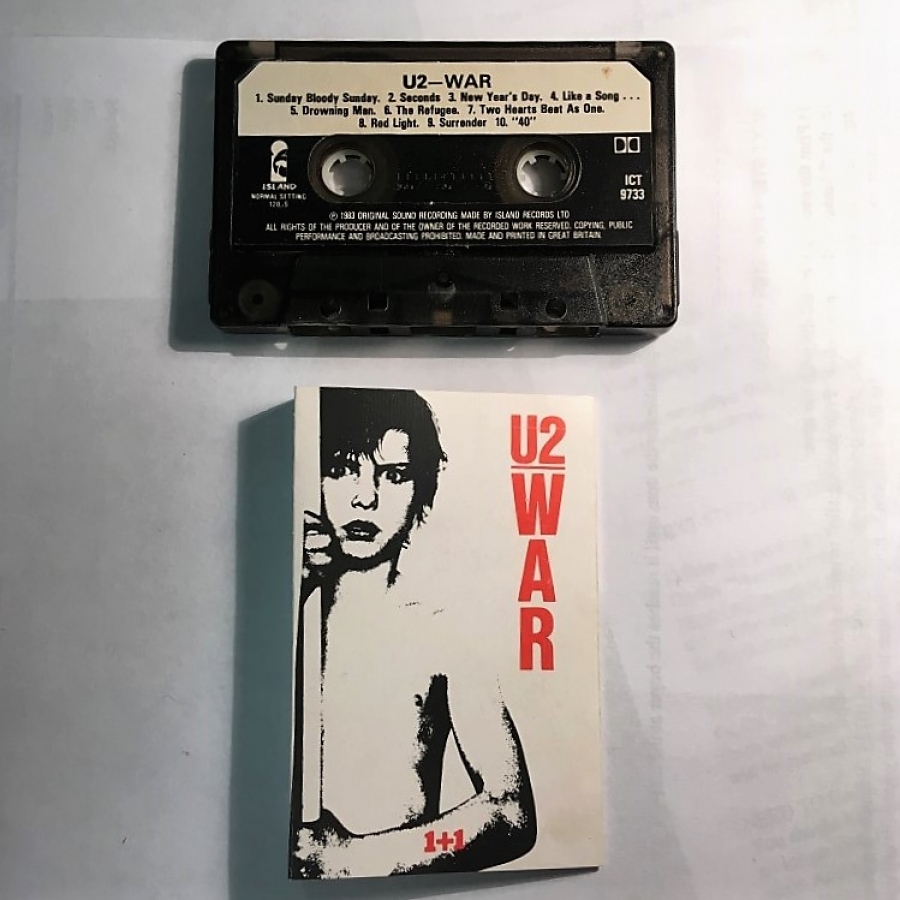 U2—WAR
1. Sunday Bloody Sunday. 2. Seconds 3. New Year's Day. 4. Like a Song...
5. Drowning Man. 6. The Refugee. 7. Two Hearts Beat As One.
8. Red Light. 9. Surrender 10. "40"
ISLAND
NORMAL SETTING
120.5
ICT
9733
℗ 1983 ORIGINAL SOUND RECORDING MADE BY ISLAND RECORDS LTD
ALL RIGHTS OF THE PRODUCER AND OF THE OWNER OF THE RECORDED WORK RESERVED. COPYING, PUBLIC
PERFORMANCE AND BROADCASTING PROHIBITED. MADE AND PRINTED IN GREAT BRITAIN.
U2
WAR
1+1